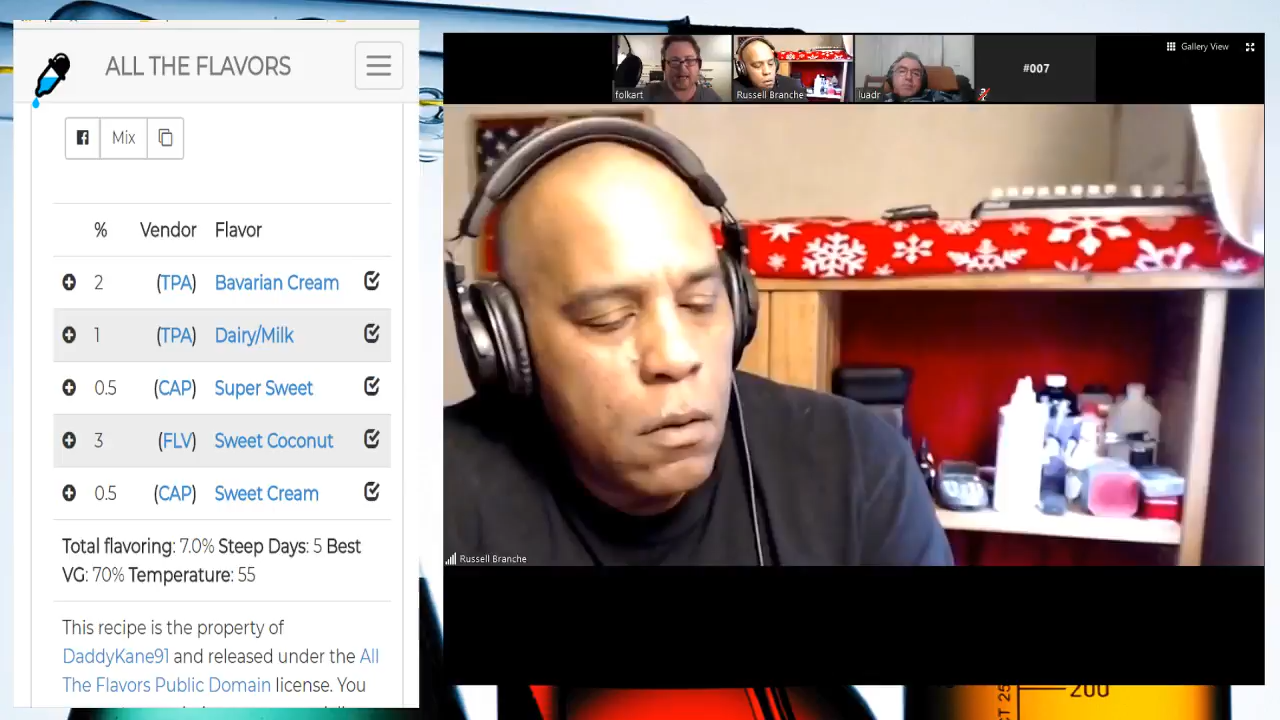 ALL THE FLAVORS
Mix
% Vendor Flavor
2 (TPA) Bavarian Cream
1 (TPA) Dairy/Milk
0.5 (CAP) Super Sweet
3 (FLV) Sweet Coconut
0.5 (CAP) Sweet Cream
Total flavoring: 7.0% Steep Days: 5 Best
VG: 70% Temperature: 55
This recipe is the property of
DaddyKane91 and released under the All
The Flavors Public Domain license. You
folkart
Russell Branche
luadr
#007
Gallery View
Russell Branche
CT 25
200